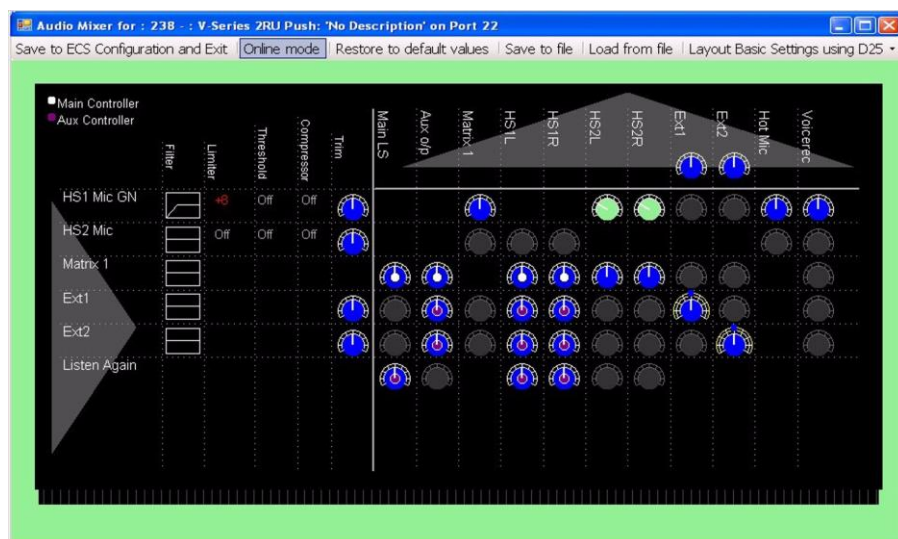 Audio Mixer for : 238 - : V-Series 2RU Push: 'No Description' on Port 22
Save to ECS Configuration and Exit Online mode Restore to default values Save to file Load from file Layout Basic Settings using D25
Main Controller
Aux Controller
Filter Limiter Threshold Compressor Trim Main LS Aux o/p Matrix 1 HS1L HS1R HS2L HS2R Ext1 Ext2 Hot Mic Voicerec
HS1 Mic GN +8 Off Off
HS2 Mic Off Off Off
Matrix 1
Ext1
Ext2
Listen Again